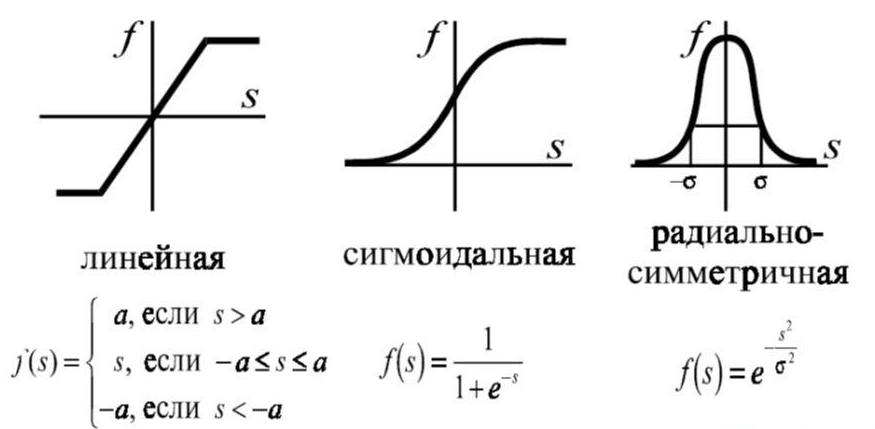 f s
f s
f s
-σ σ
линейная
сигмоидальная
радиально-
симметричная
f(s) = { a, если s > a
s, если -a ≤ s ≤ a
-a, если s < -a
f(s) = 1 / (1 + e^{-s})
f(s) = e^{-s²/σ²}